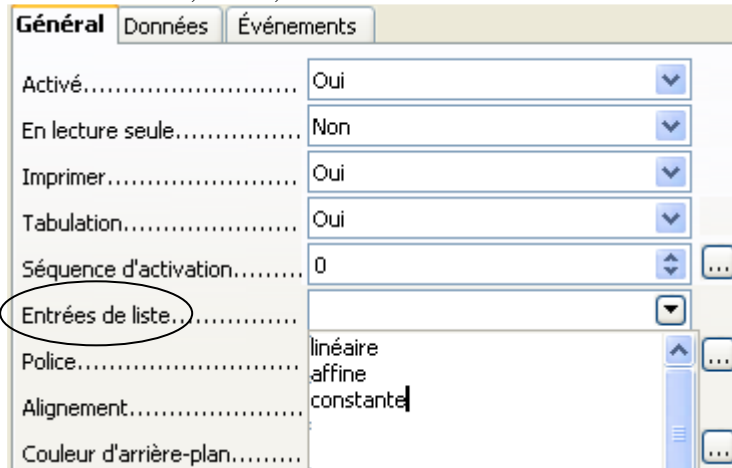 Général Données Événements
Activé........................... Oui
En lecture seule................ Non
Imprimer........................ Oui
Tabulation...................... Oui
Séquence d'activation......... 0 ...
Entrées de liste................
linéaire
Police............................ ...
affine
constante
Alignement......................
Couleur d'arrière-plan......... ...